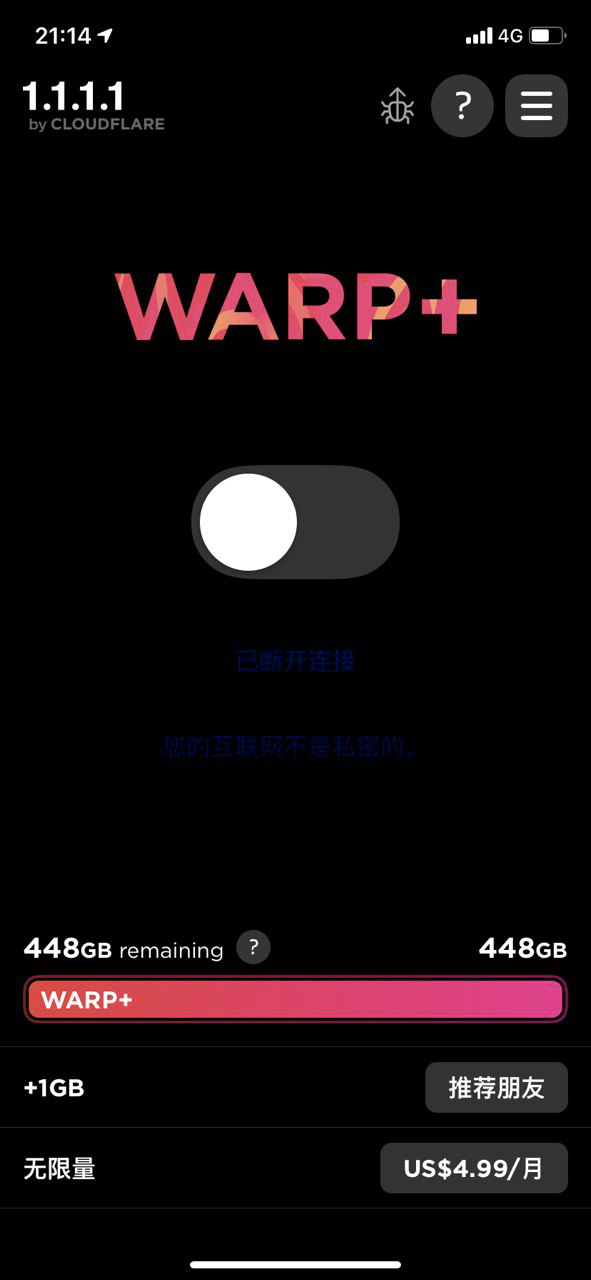 21:14 4G
1.1.1.1
by CLOUDFLARE
?
WARP+
已断开连接
您的互联网不是私密的。
448GB remaining ? 448GB
WARP+
+1GB 推荐朋友
无限量 US$4.99/月